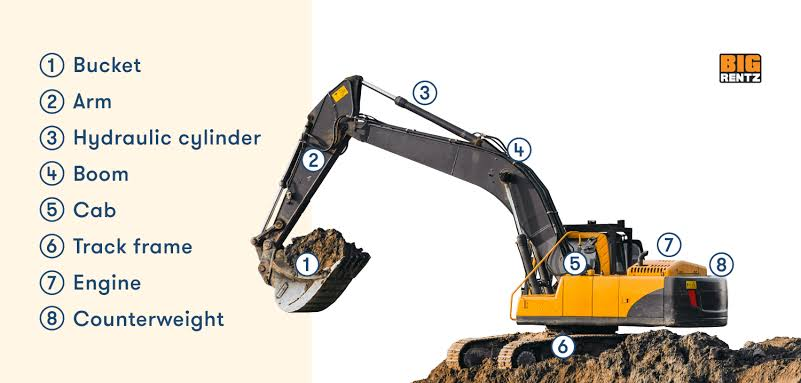 1 Bucket
2 Arm
3 Hydraulic cylinder
4 Boom
5 Cab
6 Track frame
7 Engine
8 Counterweight
BIG
RENTZ
3
4
2
7
5
8
1
6